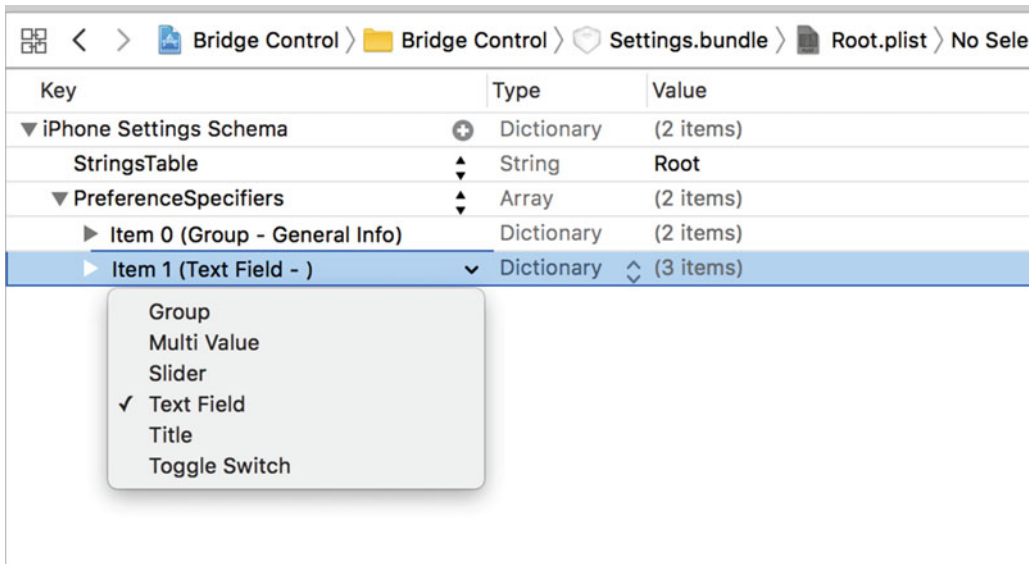 Bridge Control 〉 Bridge Control 〉 Settings.bundle 〉 Root.plist 〉 No Sele
Key Type Value
iPhone Settings Schema Dictionary (2 items)
StringsTable String Root
PreferenceSpecifiers Array (2 items)
Item 0 (Group - General Info) Dictionary (2 items)
Item 1 (Text Field - ) Dictionary (3 items)
Group
Multi Value
Slider
✓ Text Field
Title
Toggle Switch